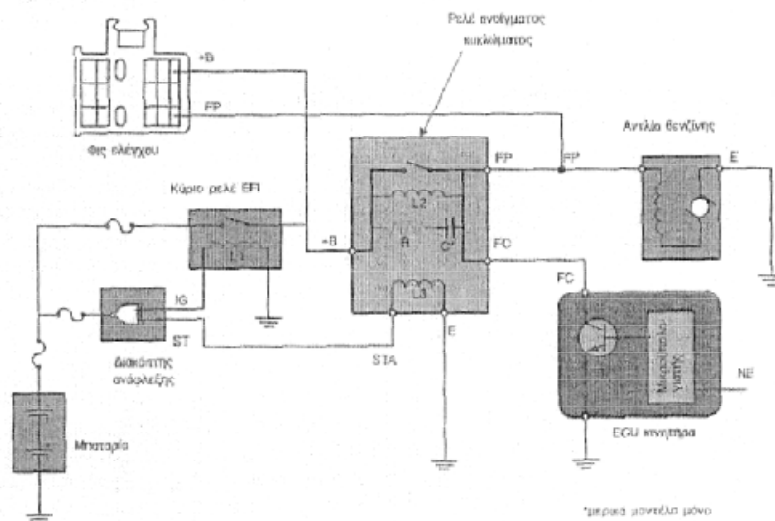 Ρελέ ανοίγματος
κυκλώματος
+B
FP
Φις ελέγχου
Κύριο ρελέ EFI
L1
+B
L2
R
C
L3
FP
FP
FC
Αντλία βενζίνης
E
IG
ST
Διακόπτης
ανάφλεξης
STA
E
FC
Μικροϋπολο-
γιστής
NE
ECU κινητήρα
Μπαταρία
*μερικά μοντέλα μόνο